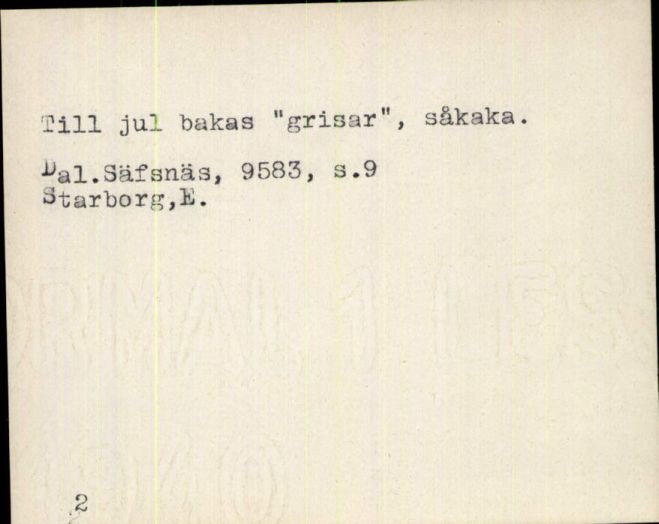 Till jul bakas "grisar", såkaka.
Dal.Säfsnäs, 9583, s.9
Starborg,E.
2